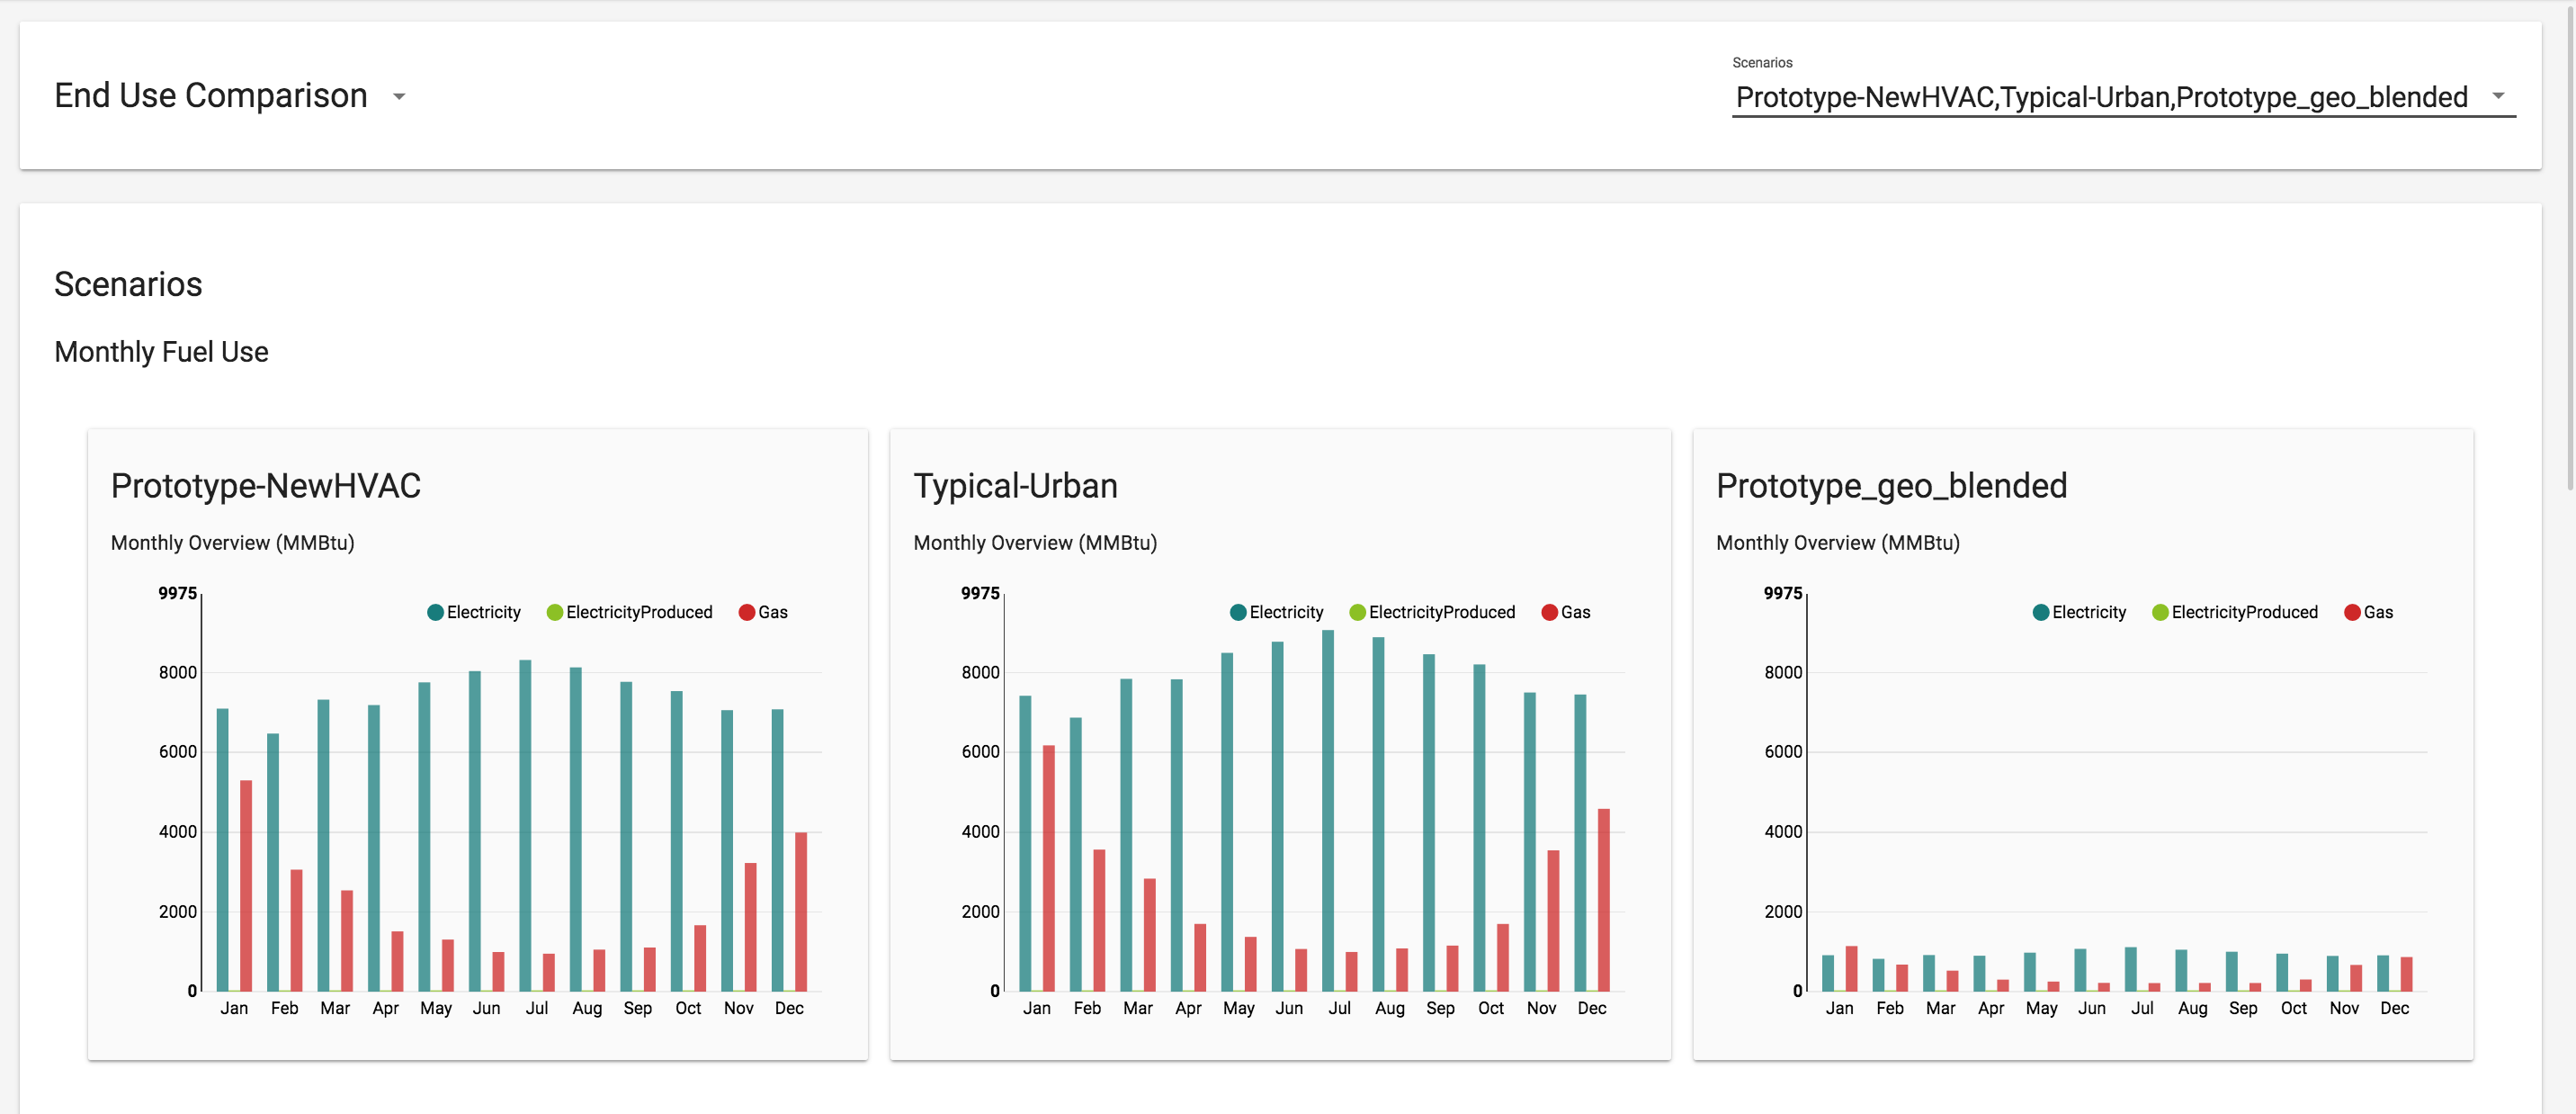 Scenarios
End Use Comparison
Prototype-NewHVAC,Typical-Urban,Prototype_geo_blended
Scenarios
Monthly Fuel Use
Prototype-NewHVAC
Monthly Overview (MMBtu)
9975
Electricity ElectricityProduced Gas
8000
6000
4000
2000
0
Jan Feb Mar Apr May Jun Jul Aug Sep Oct Nov Dec
Typical-Urban
Monthly Overview (MMBtu)
9975
Electricity ElectricityProduced Gas
8000
6000
4000
2000
0
Jan Feb Mar Apr May Jun Jul Aug Sep Oct Nov Dec
Prototype_geo_blended
Monthly Overview (MMBtu)
9975
Electricity ElectricityProduced Gas
8000
6000
4000
2000
0
Jan Feb Mar Apr May Jun Jul Aug Sep Oct Nov Dec